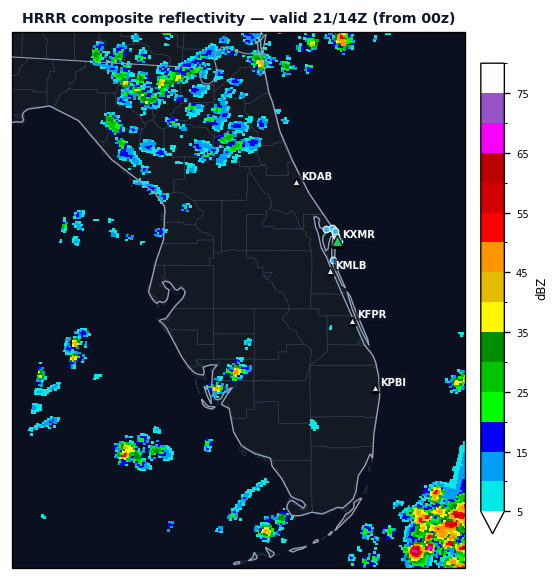 HRRR composite reflectivity — valid 21/14Z (from 00z)
KDAB
KXMR
KMLB
KFPR
KPBI
75
65
55
45
35
25
15
5
dBZ